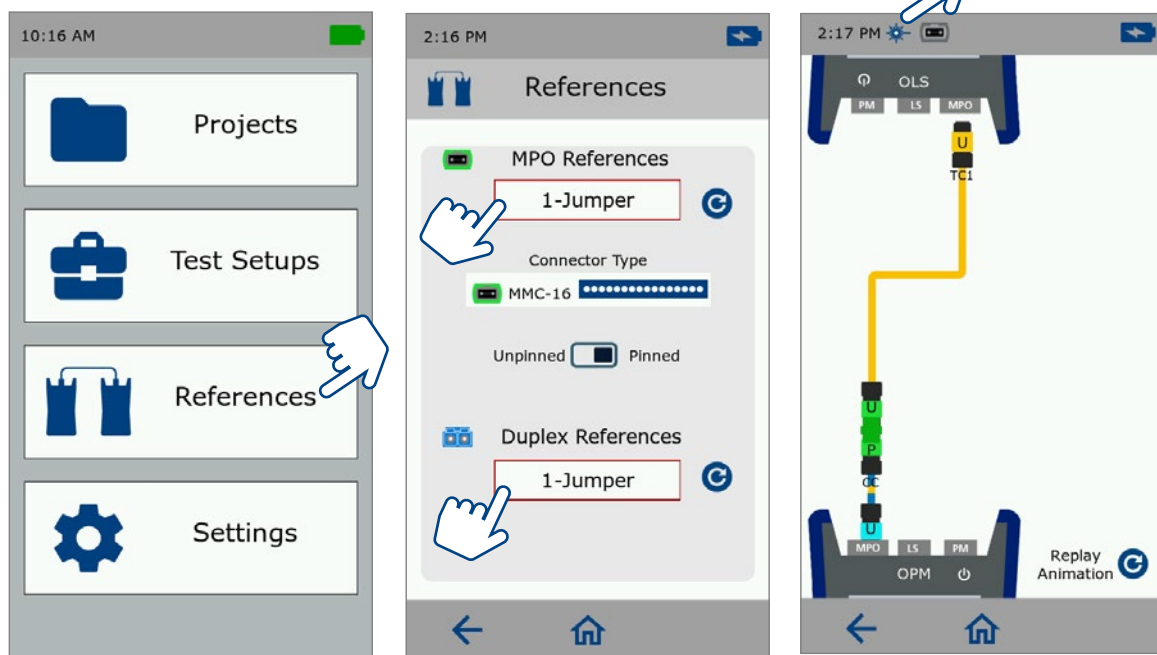 10:16 AM
Projects
Test Setups
References
Settings
2:16 PM
References
MPO References
1-Jumper
Connector Type
MMC-16
Unpinned Pinned
Duplex References
1-Jumper
2:17 PM
OLS
PM LS MPO
U
TC1
U
P
CC
U
MPO LS PM
OPM
Replay
Animation